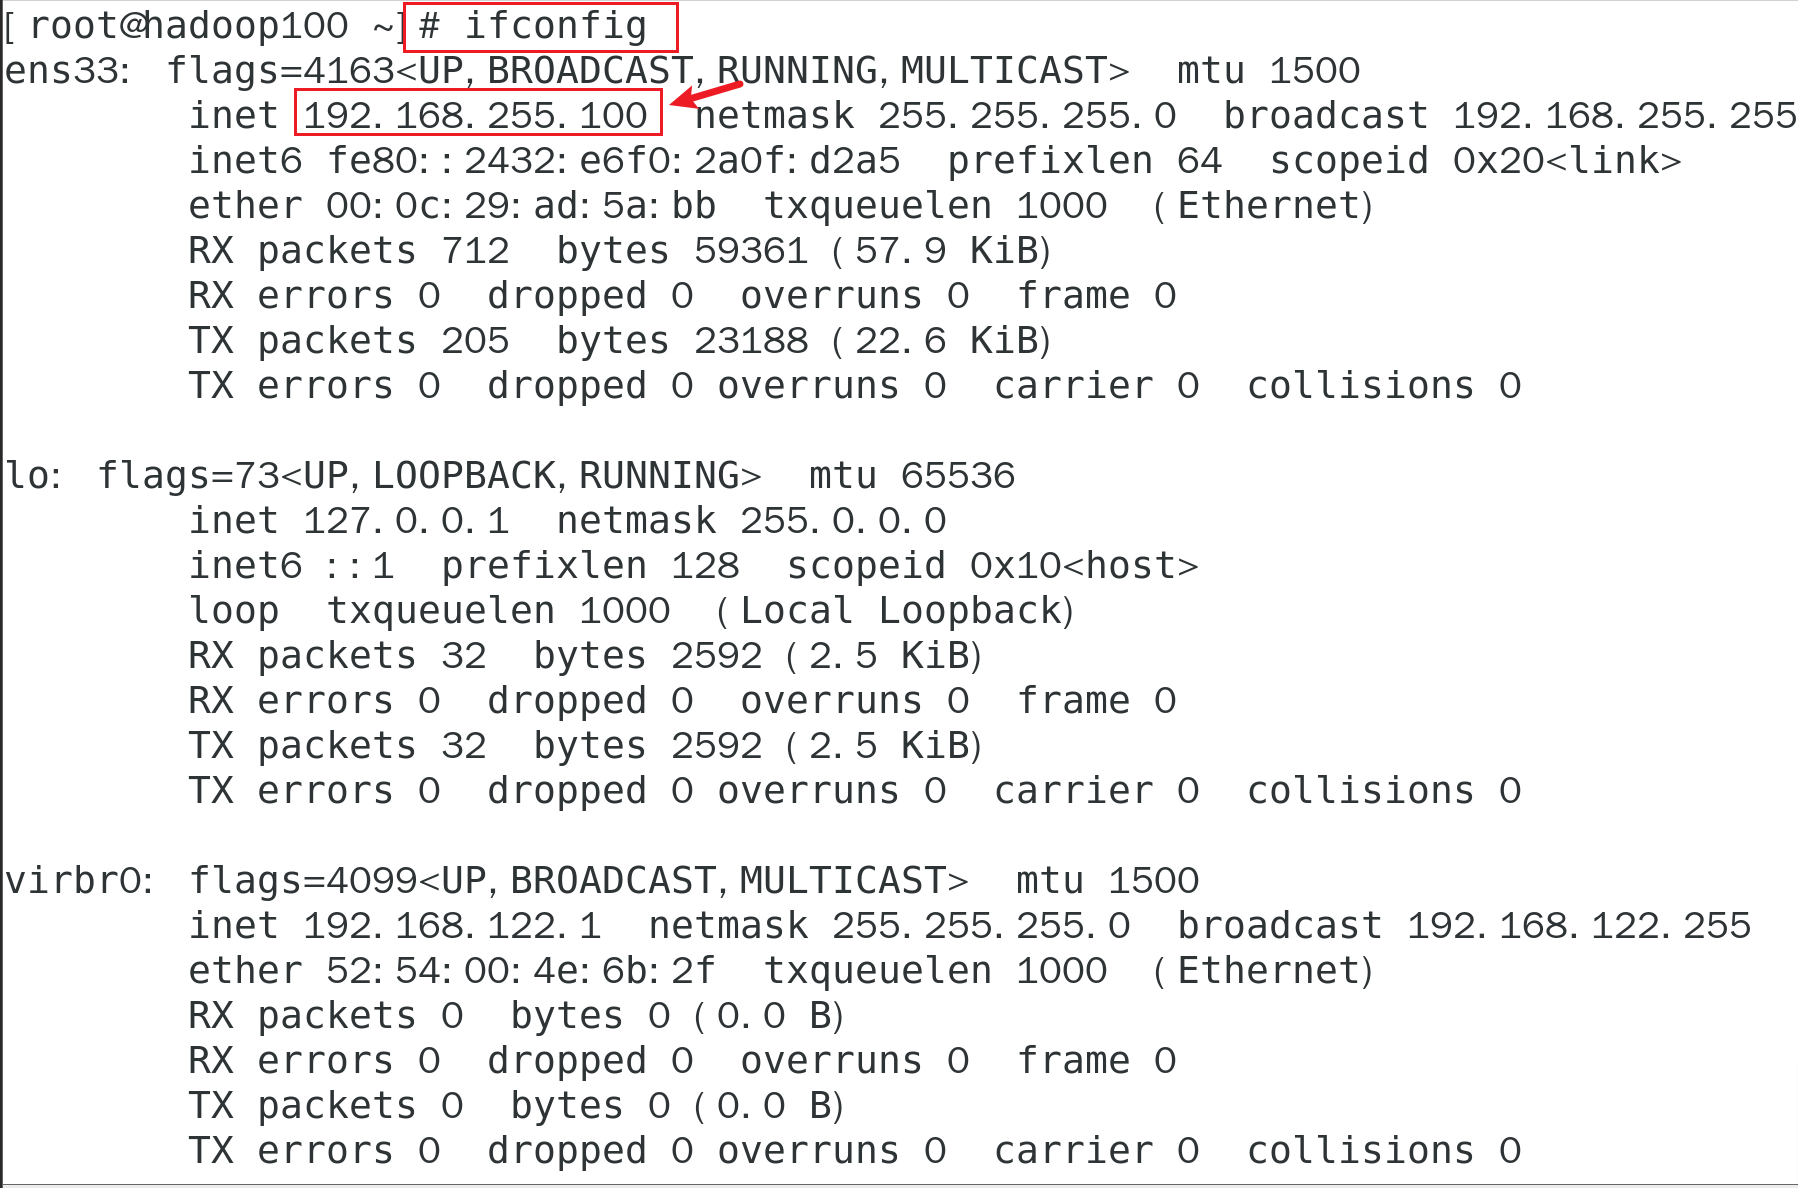 [root@hadoop100 ~]# ifconfig
ens33: flags=4163<UP,BROADCAST,RUNNING,MULTICAST>  mtu 1500
        inet 192.168.255.100  netmask 255.255.255.0  broadcast 192.168.255.255
        inet6 fe80::2432:e6f0:2a0f:d2a5  prefixlen 64  scopeid 0x20<link>
        ether 00:0c:29:ad:5a:bb  txqueuelen 1000  (Ethernet)
        RX packets 712  bytes 59361 (57.9 KiB)
        RX errors 0  dropped 0  overruns 0  frame 0
        TX packets 205  bytes 23188 (22.6 KiB)
        TX errors 0  dropped 0 overruns 0  carrier 0  collisions 0

lo: flags=73<UP,LOOPBACK,RUNNING>  mtu 65536
        inet 127.0.0.1  netmask 255.0.0.0
        inet6 ::1  prefixlen 128  scopeid 0x10<host>
        loop  txqueuelen 1000  (Local Loopback)
        RX packets 32  bytes 2592 (2.5 KiB)
        RX errors 0  dropped 0  overruns 0  frame 0
        TX packets 32  bytes 2592 (2.5 KiB)
        TX errors 0  dropped 0 overruns 0  carrier 0  collisions 0

virbr0: flags=4099<UP,BROADCAST,MULTICAST>  mtu 1500
        inet 192.168.122.1  netmask 255.255.255.0  broadcast 192.168.122.255
        ether 52:54:00:4e:6b:2f  txqueuelen 1000  (Ethernet)
        RX packets 0  bytes 0 (0.0 B)
        RX errors 0  dropped 0  overruns 0  frame 0
        TX packets 0  bytes 0 (0.0 B)
        TX errors 0  dropped 0 overruns 0  carrier 0  collisions 0